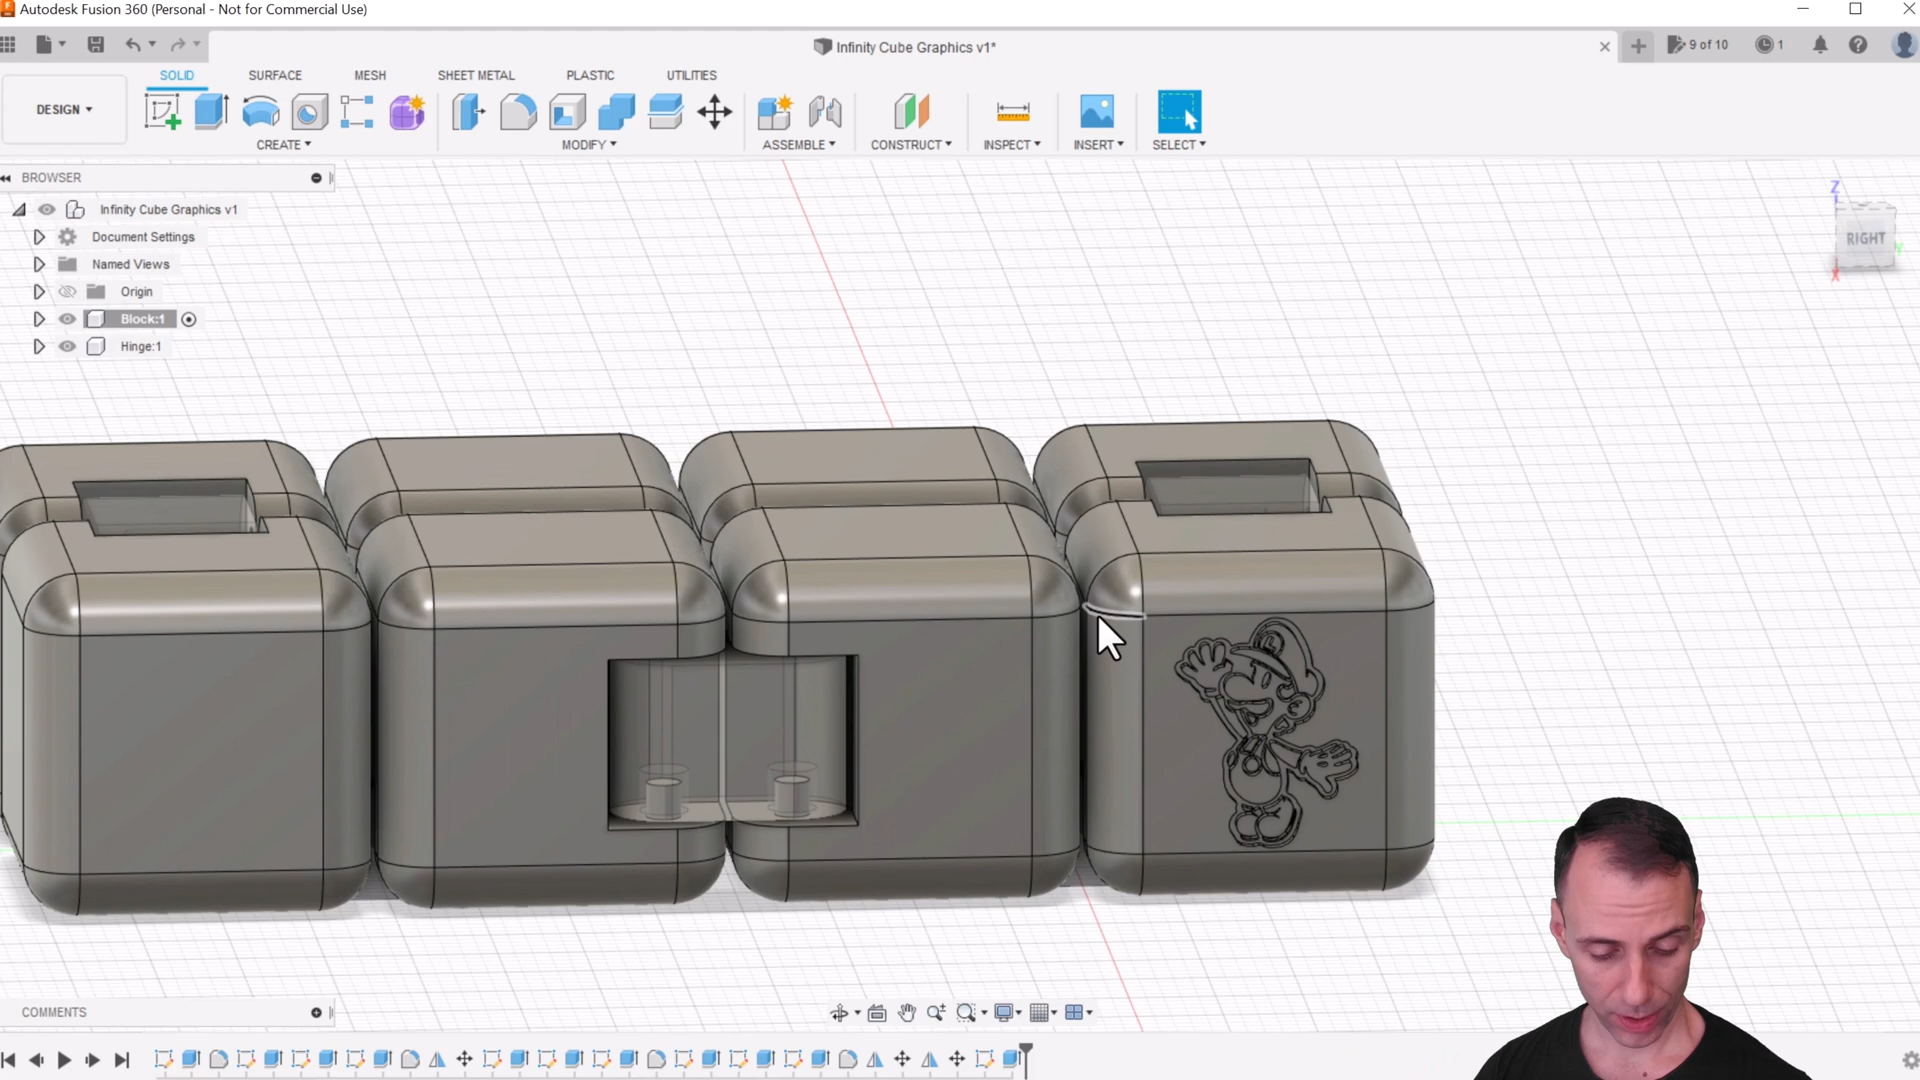 Autodesk Fusion 360 (Personal - Not for Commercial Use)
Infinity Cube Graphics v1*
9 of 10
1
DESIGN
SOLID
SURFACE
MESH
SHEET METAL
PLASTIC
UTILITIES
CREATE
MODIFY
ASSEMBLE
CONSTRUCT
INSPECT
INSERT
SELECT
BROWSER
Infinity Cube Graphics v1
Document Settings
Named Views
Origin
Block:1
Hinge:1
Z
RIGHT
X
L
COMMENTS